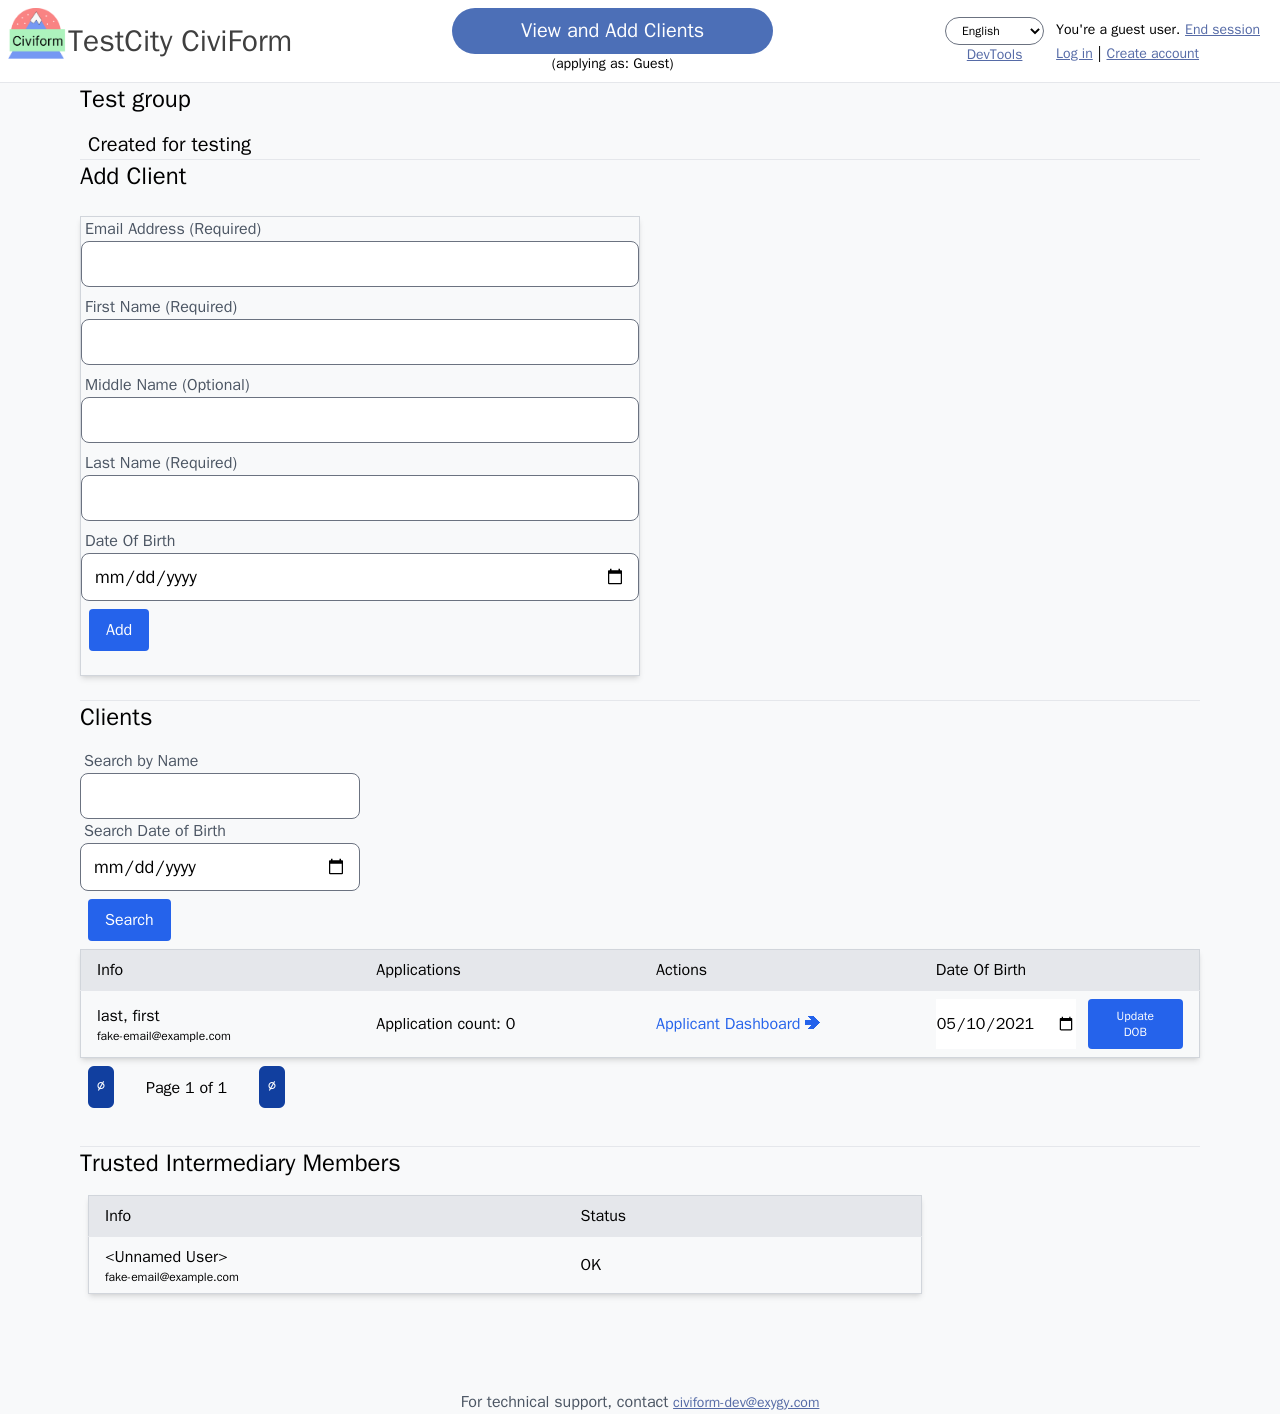 Civiform
TestCity CiviForm
View and Add Clients
(applying as: Guest)
English
DevTools
You're a guest user. End session
Log in | Create account
Test group
Created for testing
Add Client
Email Address (Required)
First Name (Required)
Middle Name (Optional)
Last Name (Required)
Date Of Birth
mm/dd/yyyy
Add
Clients
Search by Name
Search Date of Birth
mm/dd/yyyy
Search
Info Applications Actions Date Of Birth
last, first
fake-email@example.com
Application count: 0
Applicant Dashboard 🡆
05/10/2021
Update
DOB
∅ Page 1 of 1 ∅
Trusted Intermediary Members
Info Status
<Unnamed User>
fake-email@example.com
OK
For technical support, contact civiform-dev@exygy.com